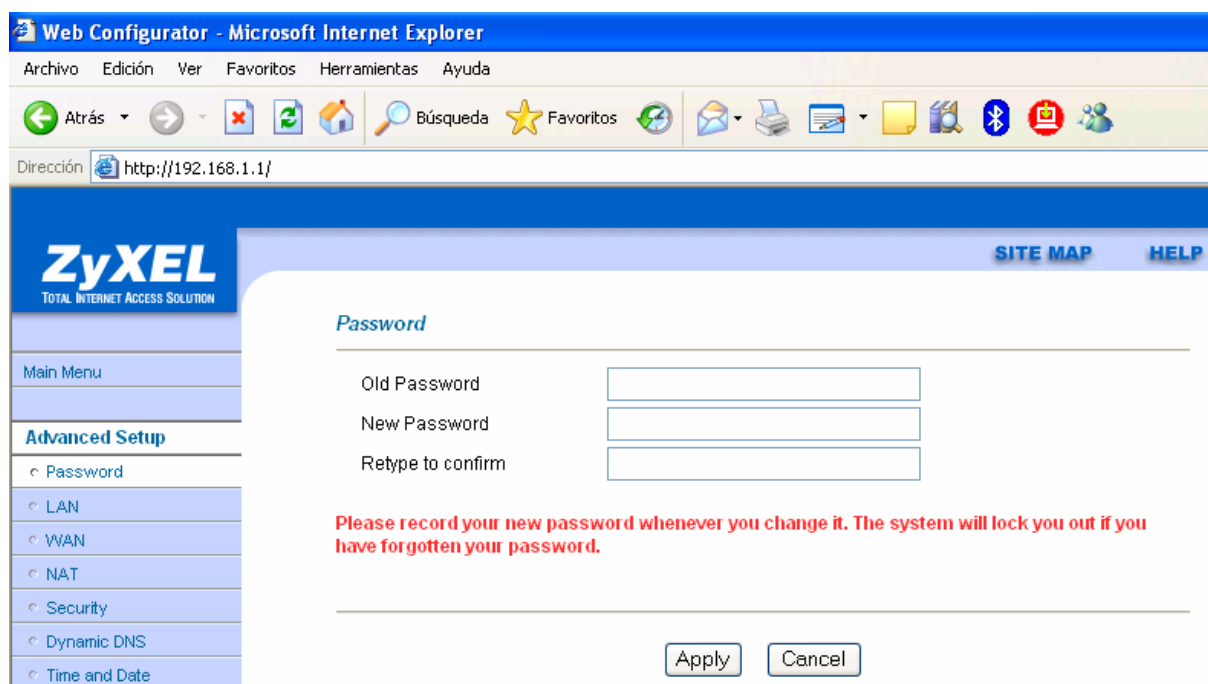 Web Configurator - Microsoft Internet Explorer
Archivo Edición Ver Favoritos Herramientas Ayuda
Atrás Búsqueda Favoritos
Dirección http://192.168.1.1/
ZyXEL
TOTAL INTERNET ACCESS SOLUTION
SITE MAP HELP
Main Menu
Advanced Setup
Password
LAN
WAN
NAT
Security
Dynamic DNS
Time and Date
Password
Old Password
New Password
Retype to confirm
Please record your new password whenever you change it. The system will lock you out if you
have forgotten your password.
Apply Cancel